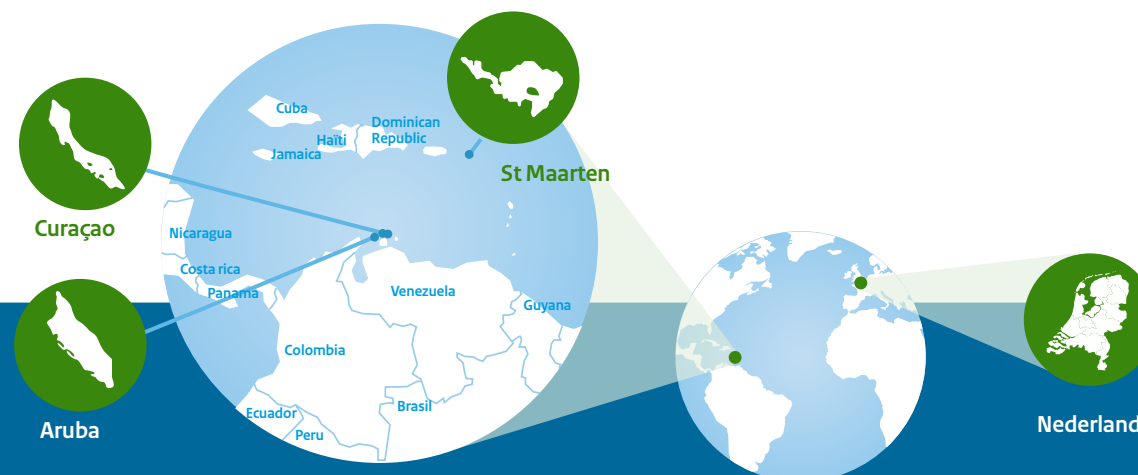 Cuba
Dominican
Republic
Haïti
Jamaica
St Maarten
Curaçao
Nicaragua
Costa rica
Panama
Venezuela
Guyana
Colombia
Ecuador
Brasil
Peru
Aruba
Nederland